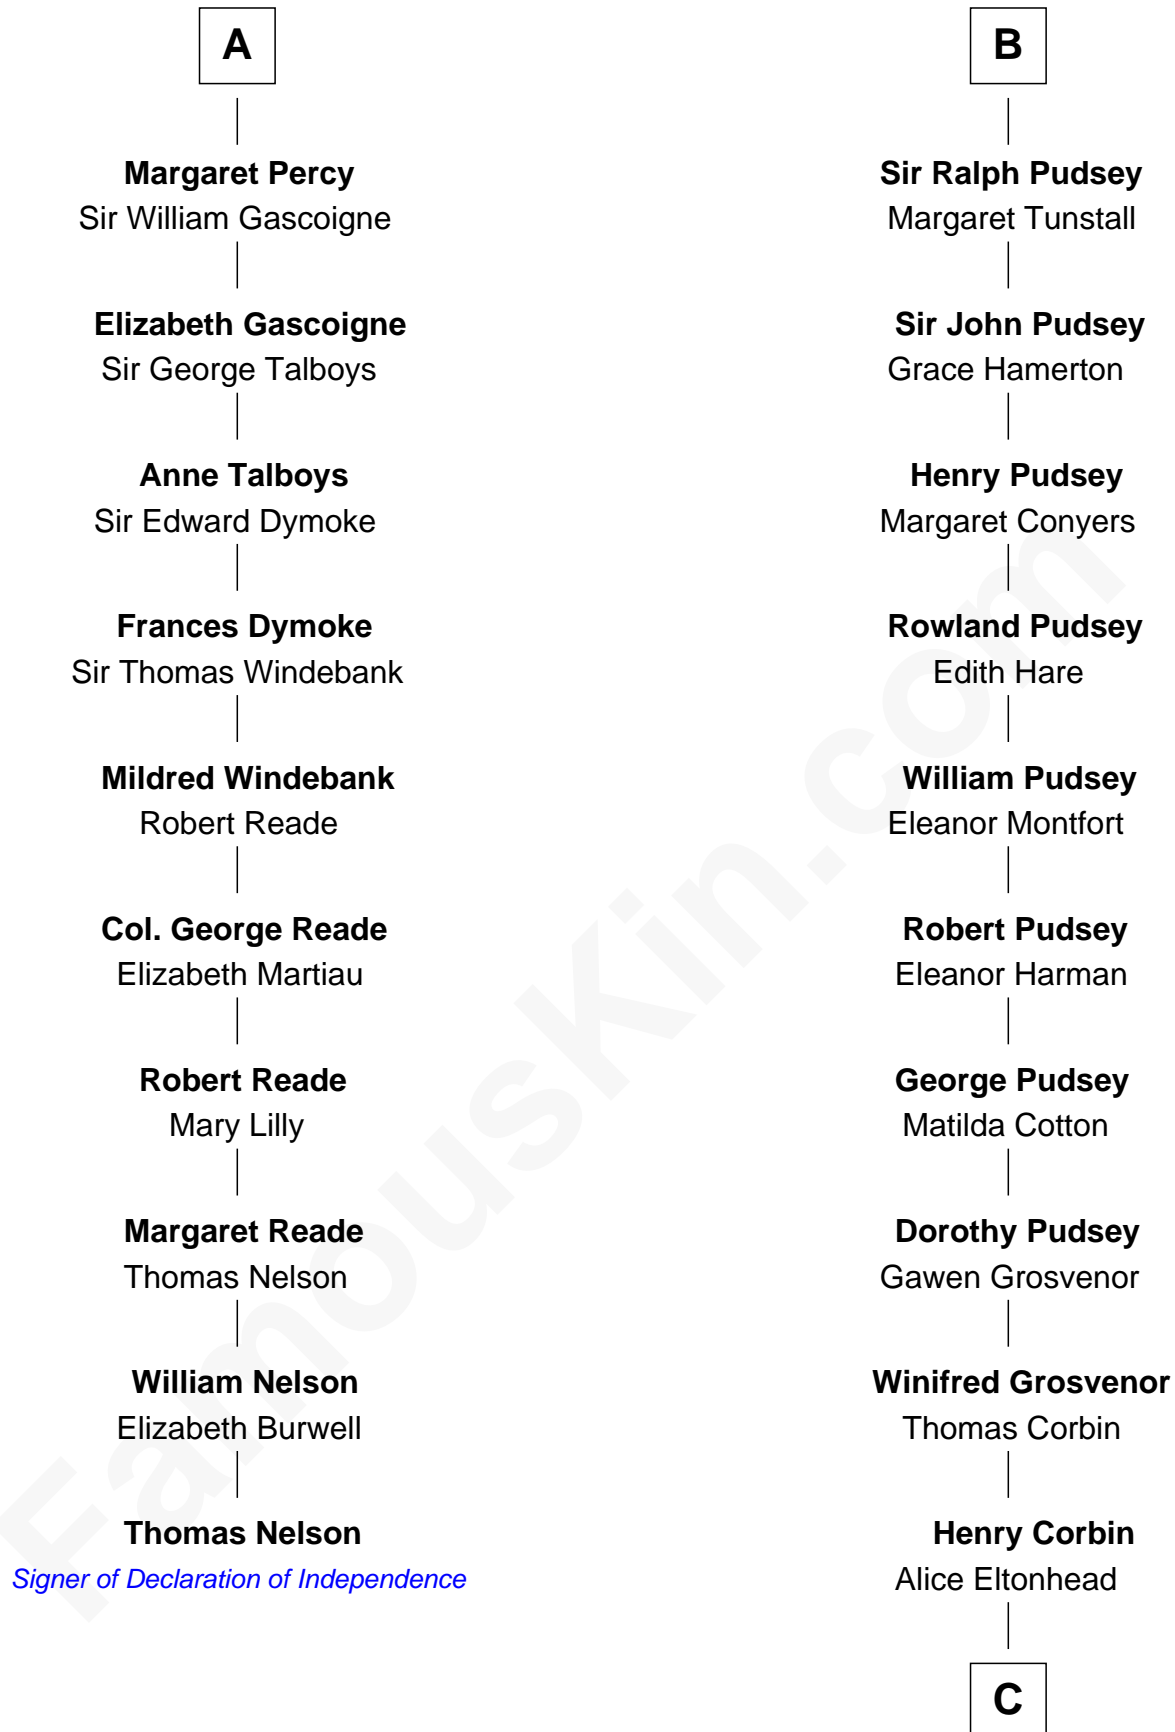 A
Margaret Percy
Sir William Gascoigne
Elizabeth Gascoigne
Sir George Talboys
Anne Talboys
Sir Edward Dymoke
Frances Dymoke
Sir Thomas Windebank
Mildred Windebank
Robert Reade
Col. George Reade
Elizabeth Martiau
Robert Reade
Mary Lilly
Margaret Reade
Thomas Nelson
William Nelson
Elizabeth Burwell
Thomas Nelson
Signer of Declaration of Independence
B
Sir Ralph Pudsey
Margaret Tunstall
Sir John Pudsey
Grace Hamerton
Henry Pudsey
Margaret Conyers
Rowland Pudsey
Edith Hare
William Pudsey
Eleanor Montfort
Robert Pudsey
Eleanor Harman
George Pudsey
Matilda Cotton
Dorothy Pudsey
Gawen Grosvenor
Winifred Grosvenor
Thomas Corbin
Henry Corbin
Alice Eltonhead
C
FamousKin.com